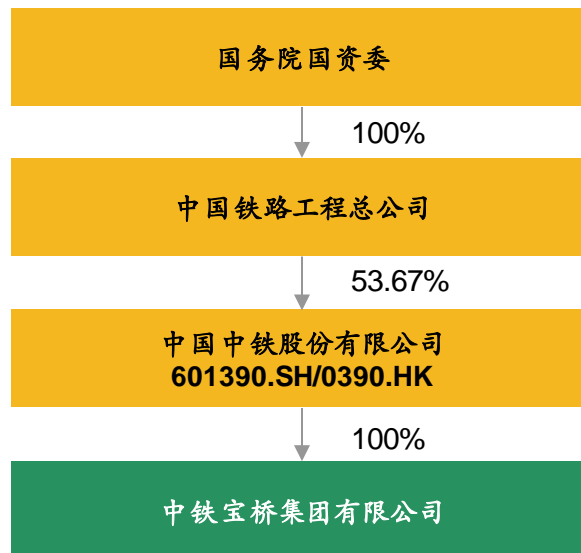 国务院国资委
100%
中国铁路工程总公司
53.67%
中国中铁股份有限公司
601390.SH/0390.HK
100%
中铁宝桥集团有限公司